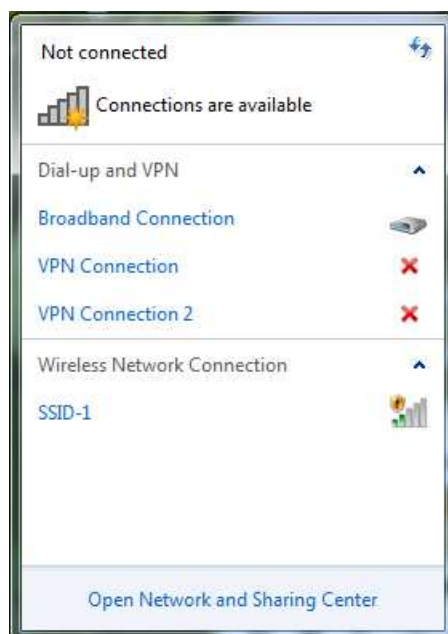 Not connected
Connections are available
Dial-up and VPN
Broadband Connection
VPN Connection
VPN Connection 2
Wireless Network Connection
SSID-1
Open Network and Sharing Center